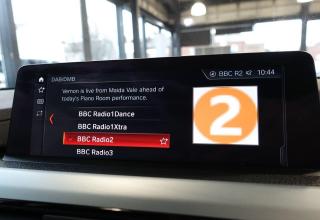 DAB/DMB
BBC R2 10:44
Vernon is live from Maida Vale ahead of
today's Piano Room performance.
BBC Radio1Dance
BBC Radio1Xtra
BBC Radio2
BBC Radio3
2